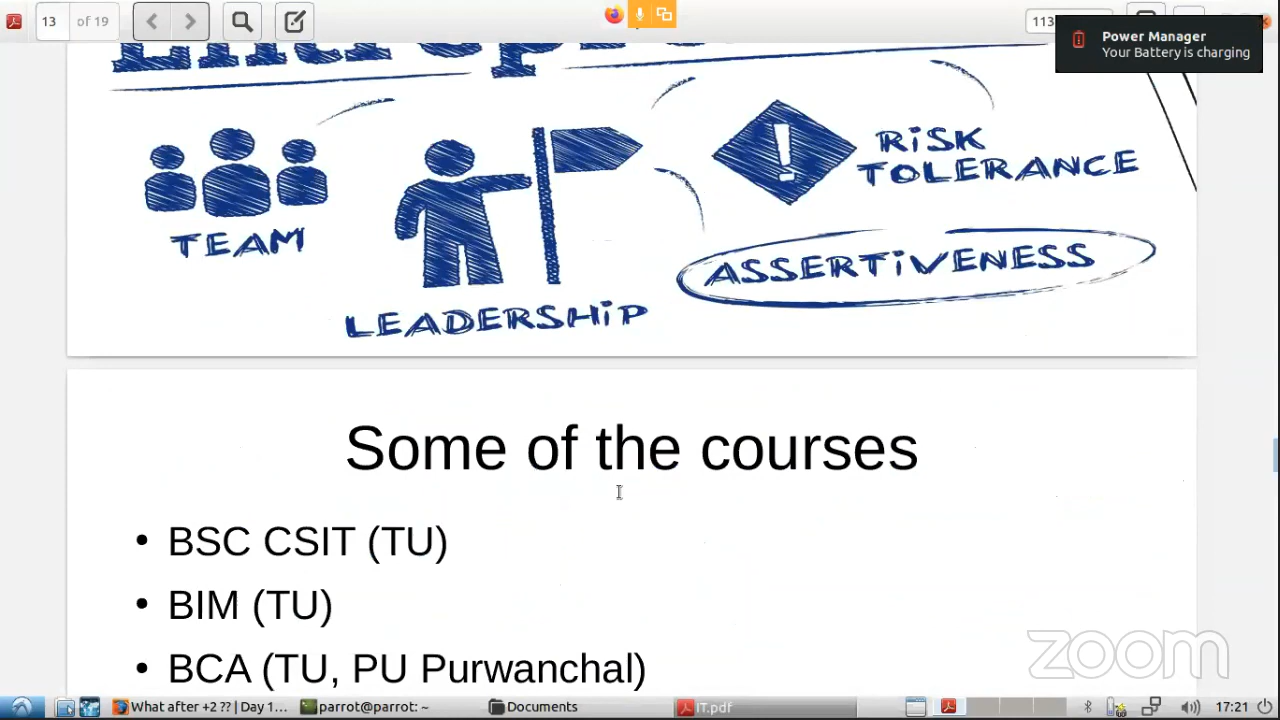 13 of 19
113
Power Manager
Your Battery is charging
TEAM
LEADERSHiP
RiSK
TOLERANCE
ASSERTiVENESS
Some of the courses
• BSC CSIT (TU)
• BIM (TU)
• BCA (TU, PU Purwanchal)
zoom
What after +2 ?? | Day 1...
parrot@parrot: ~
Documents
IT.pdf
17:21